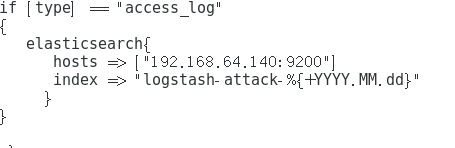 if [type] == "access_log"
{
elasticsearch{
hosts => ["192.168.64.140:9200"]
index => "logstash-attack-%{+YYYY.MM.dd}"
}
}
}